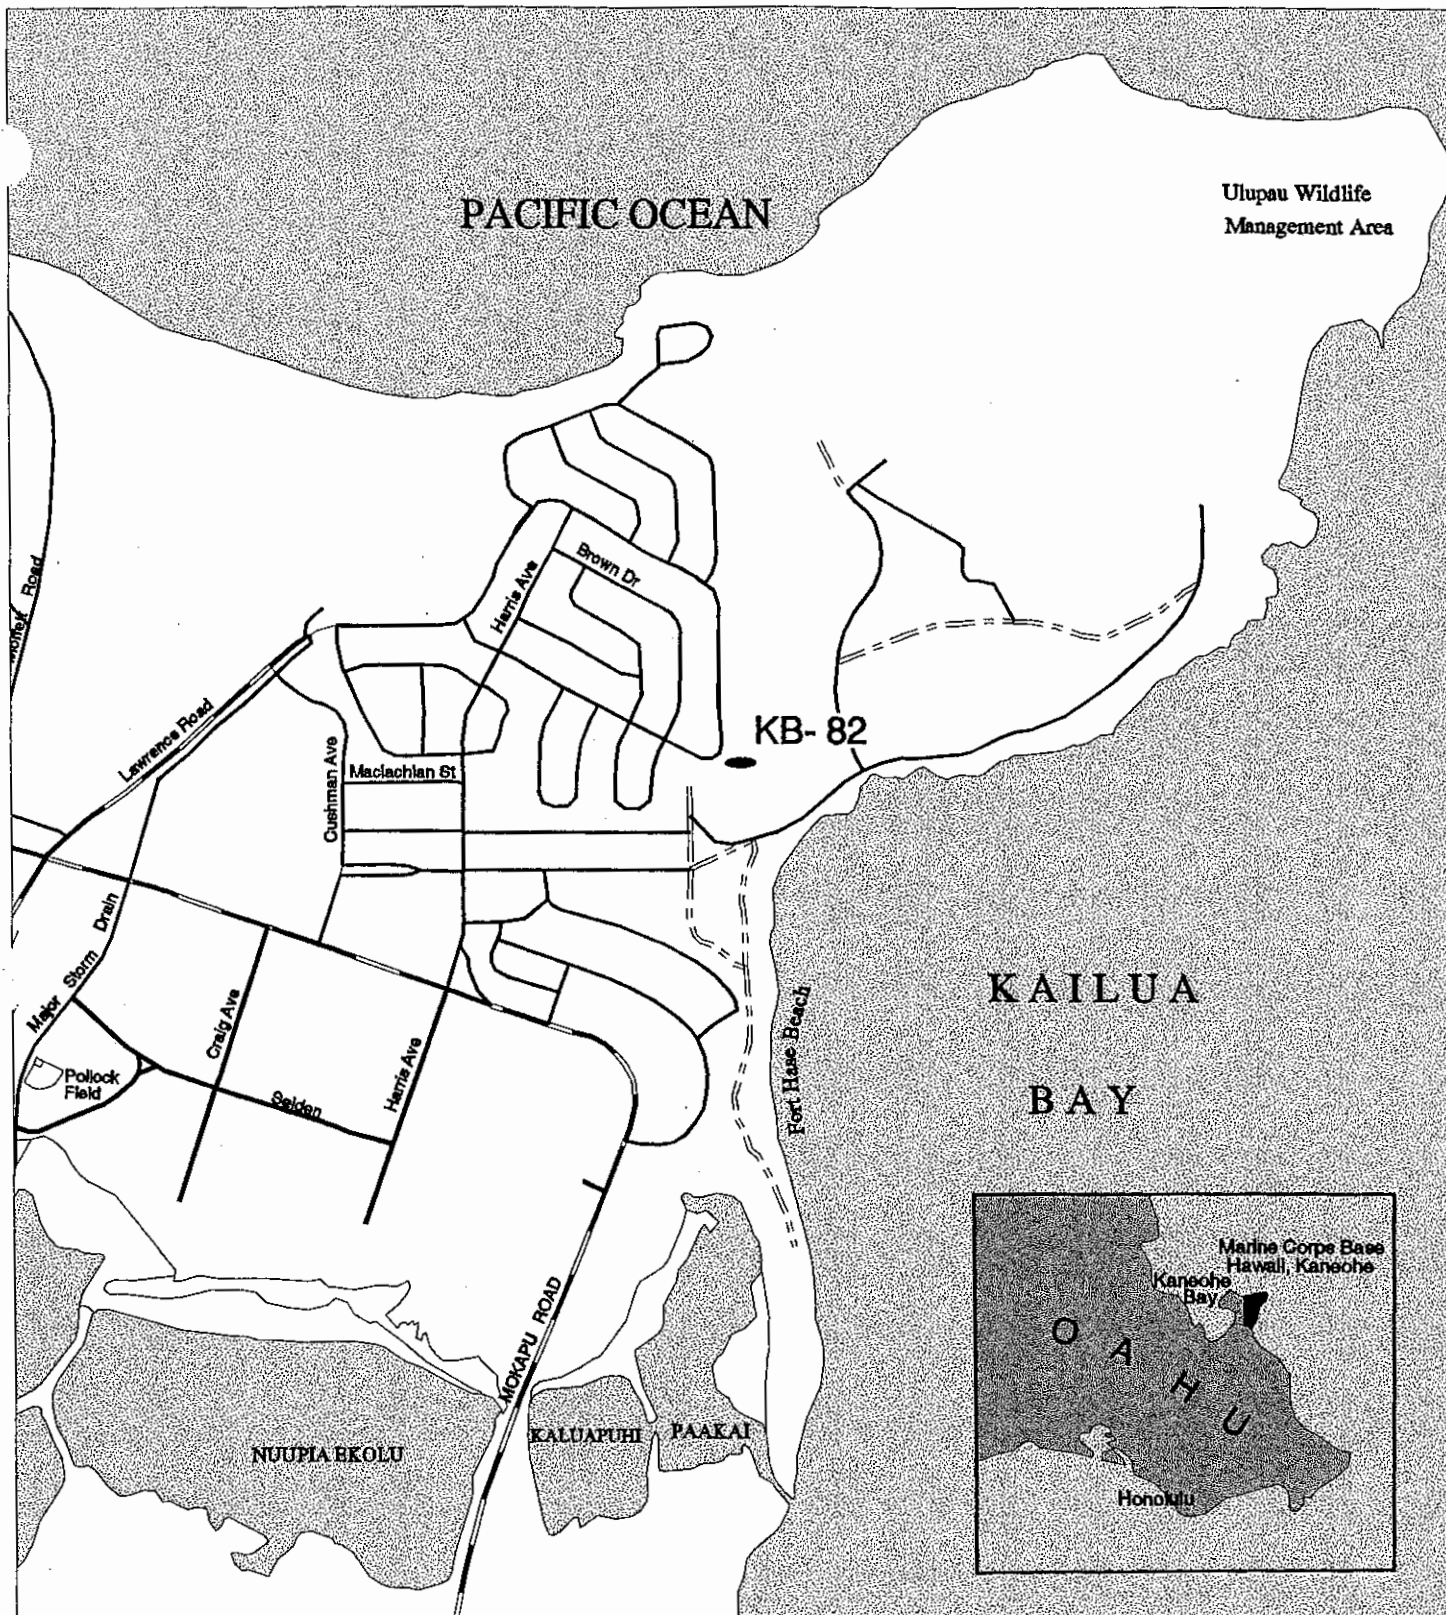 PACIFIC OCEAN
Ulupau Wildlife
Management Area
Road
Harris Ave
Brown Dr
Lawrence Road
KB- 82
Cushman Ave
Maclachlan St
Major Storm Drain
Craig Ave
Harris Ave
Selden
Pollock
Field
Fort Hase Beach
KAILUA
BAY
MOKAPU ROAD
NUUPIA EKOLU
KALUAPUHI
PAAKAI
Marine Corps Base
Hawaii, Kaneohe
Kaneohe
Bay
OAHU
Honolulu